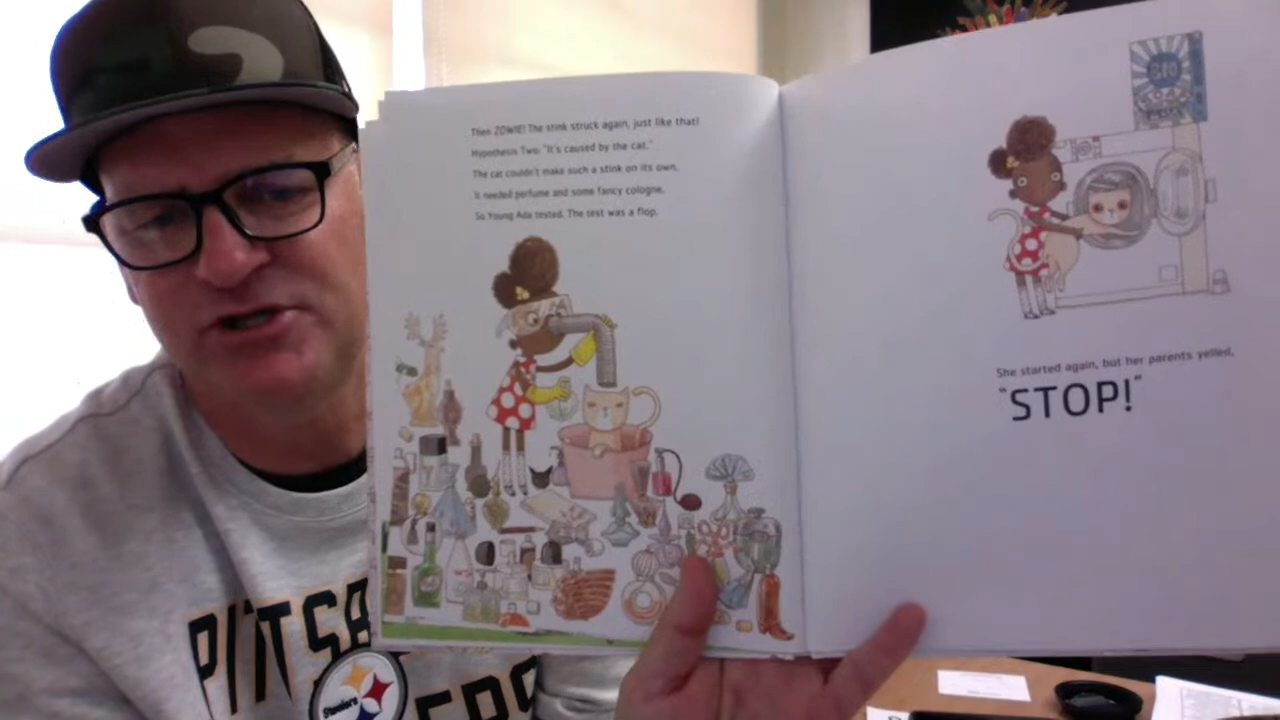 Then ZOWIE! The stink struck again, just like that!
Hypothesis Two: "It's caused by the cat."
The cat couldn't make such a stink on its own.
It needed perfume and some fancy cologne.
So Young Ada tested. The test was a flop.
She started again, but her parents yelled,
"STOP!"
PITTSB
Steelers
ERS